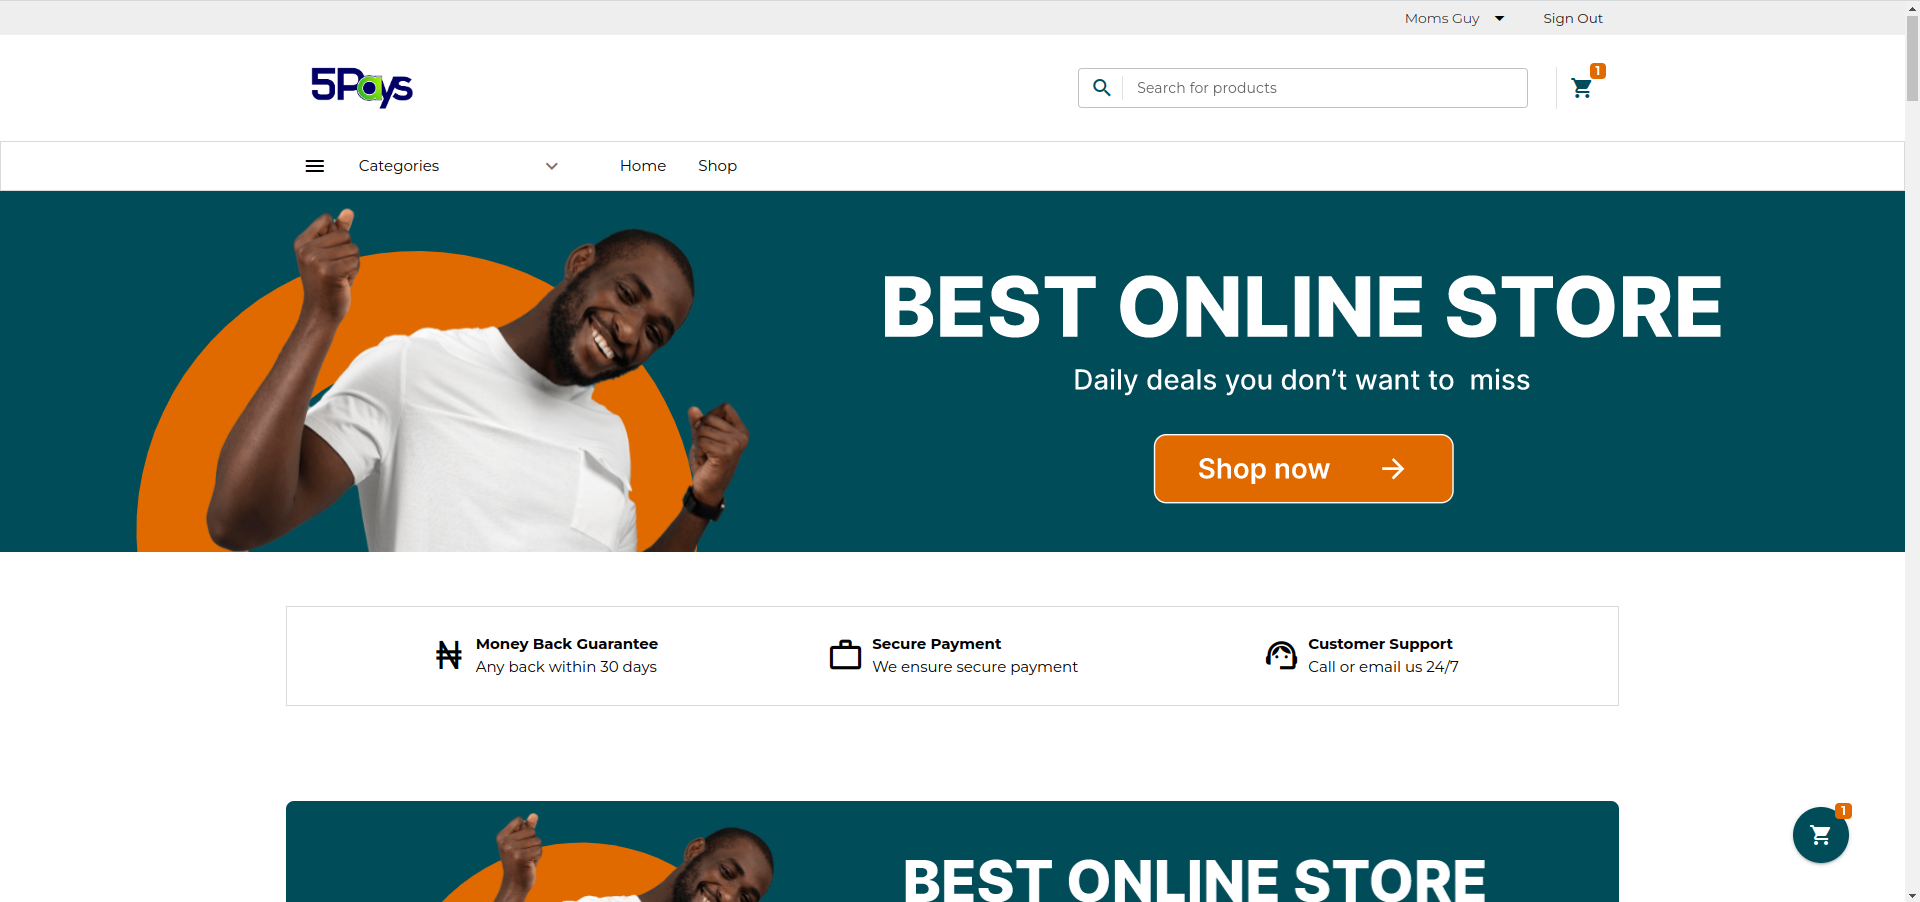 Moms Guy
Sign Out
5Pays
Search for products
1
Categories
Home
Shop
BEST ONLINE STORE
Daily deals you don’t want to miss
Shop now
₦
Money Back Guarantee
Any back within 30 days
Secure Payment
We ensure secure payment
Customer Support
Call or email us 24/7
1
BEST ONLINE STORE